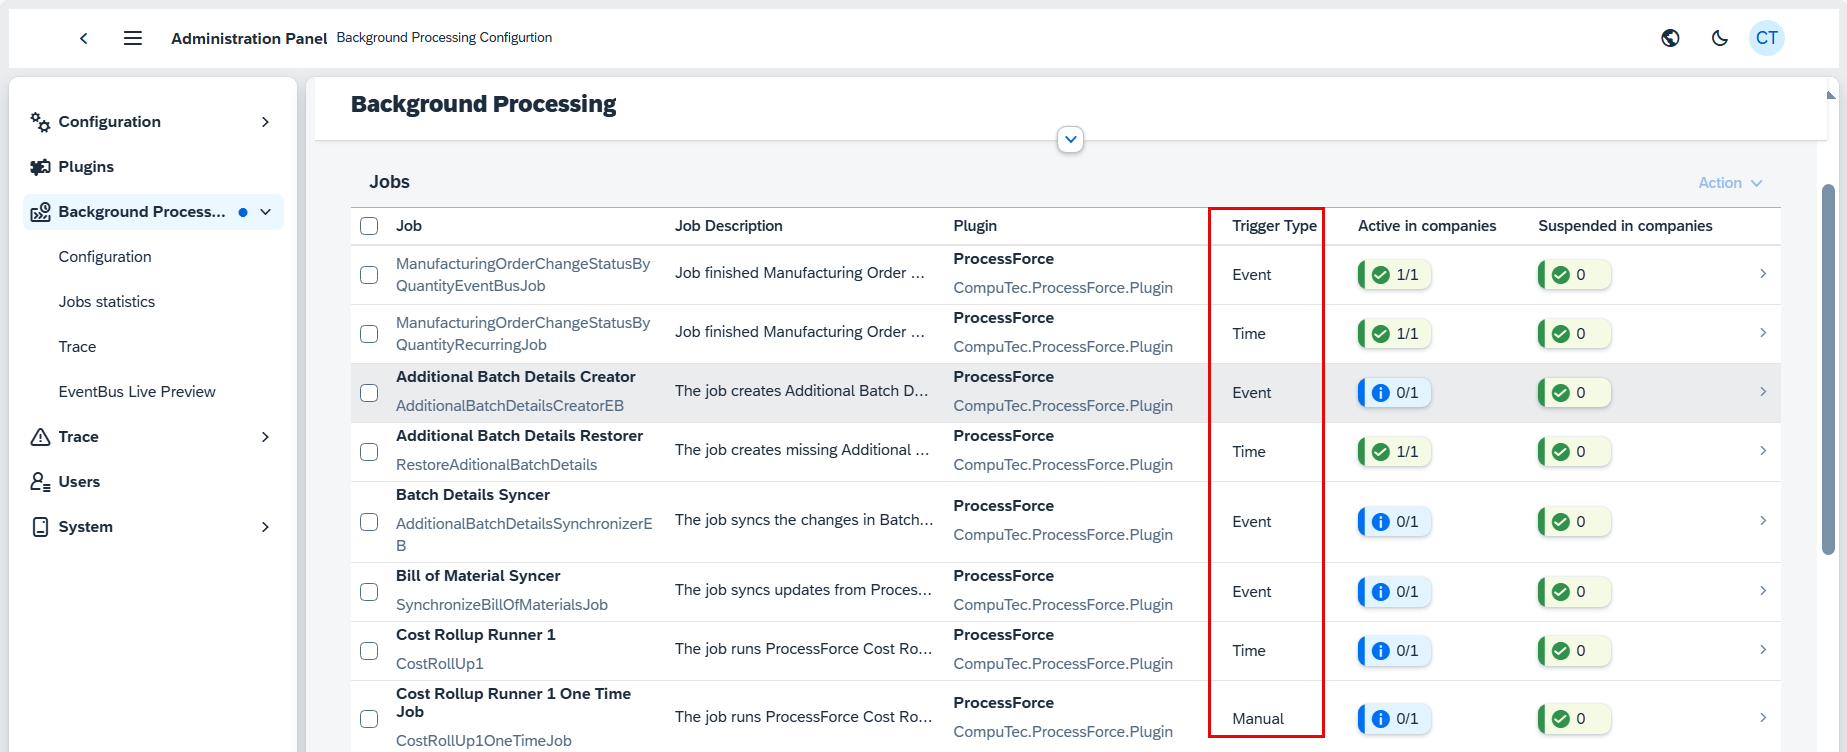 Administration Panel Background Processing Configurtion
CT
Configuration
Plugins
Background Process...
Configuration
Jobs statistics
Trace
EventBus Live Preview
Trace
Users
System
Background Processing
Jobs
Action
Job Job Description Plugin Trigger Type Active in companies Suspended in companies
ManufacturingOrderChangeStatusBy
QuantityEventBusJob
Job finished Manufacturing Order ...
ProcessForce
CompuTec.ProcessForce.Plugin
Event
1/1
0
ManufacturingOrderChangeStatusBy
QuantityRecurringJob
Job finished Manufacturing Order ...
ProcessForce
CompuTec.ProcessForce.Plugin
Time
1/1
0
Additional Batch Details Creator
AdditionalBatchDetailsCreatorEB
The job creates Additional Batch D...
ProcessForce
CompuTec.ProcessForce.Plugin
Event
0/1
0
Additional Batch Details Restorer
RestoreAditionalBatchDetails
The job creates missing Additional ...
ProcessForce
CompuTec.ProcessForce.Plugin
Time
1/1
0
Batch Details Syncer
AdditionalBatchDetailsSynchronizerE
B
The job syncs the changes in Batch...
ProcessForce
CompuTec.ProcessForce.Plugin
Event
0/1
0
Bill of Material Syncer
SynchronizeBillOfMaterialsJob
The job syncs updates from Proces...
ProcessForce
CompuTec.ProcessForce.Plugin
Event
0/1
0
Cost Rollup Runner 1
CostRollUp1
The job runs ProcessForce Cost Ro...
ProcessForce
CompuTec.ProcessForce.Plugin
Time
0/1
0
Cost Rollup Runner 1 One Time
Job
CostRollUp1OneTimeJob
The job runs ProcessForce Cost Ro...
ProcessForce
CompuTec.ProcessForce.Plugin
Manual
0/1
0